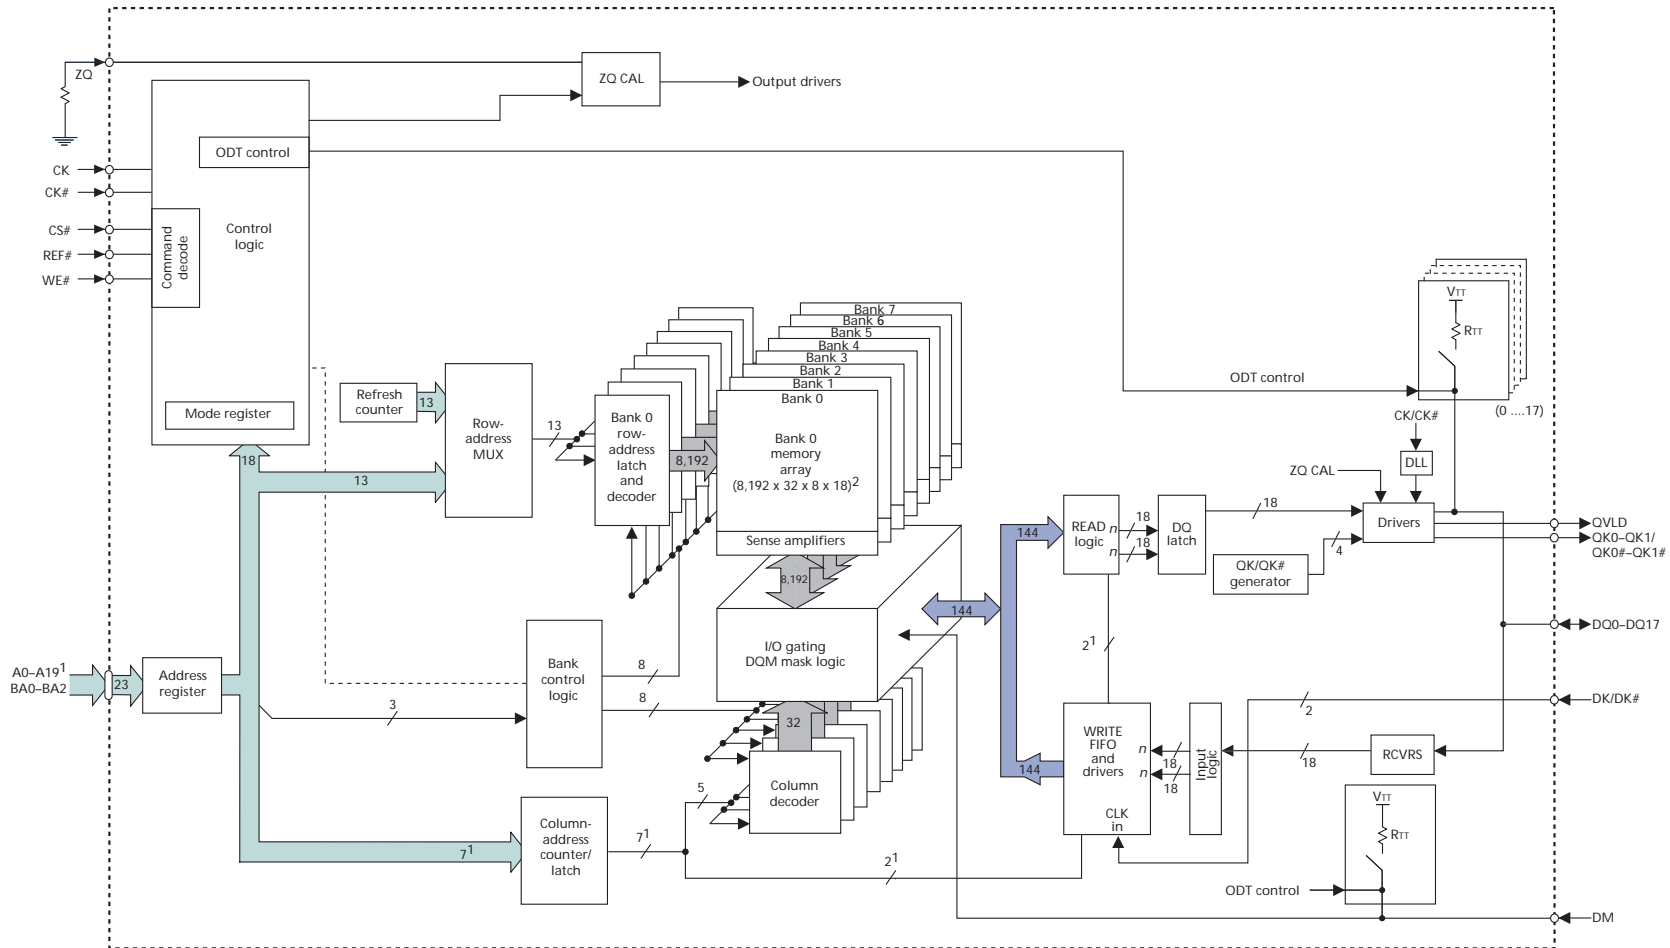 ZQ
ZQ CAL
Output drivers
ODT control
CK
CK#
CS#
REF#
WE#
Command
decode
Control
logic
Mode register
18
Refresh
counter
13
13
Row-
address
MUX
13
Bank 0
row-
address
latch
and
decoder
8,192
Bank 7
Bank 6
Bank 5
Bank 4
Bank 3
Bank 2
Bank 1
Bank 0
Bank 0
memory
array
(8,192 x 32 x 8 x 18)2
Sense amplifiers
8,192
I/O gating
DQM mask logic
32
Column
decoder
5
A0–A191
BA0–BA2
23
Address
register
3
Bank
control
logic
8
8
71
Column-
address
counter/
latch
71
21
144
144
144
READ
logic
n
n
18
18
DQ
latch
18
QK/QK#
generator
4
21
WRITE
FIFO
and
drivers
n
n
CLK
in
18
18
Input
logic
18
RCVRS
2
ODT control
VTT
RTT
(0 ....17)
CK/CK#
DLL
ZQ CAL
Drivers
QVLD
QK0–QK1/
QK0#–QK1#
DQ0–DQ17
DK/DK#
VTT
RTT
ODT control
DM